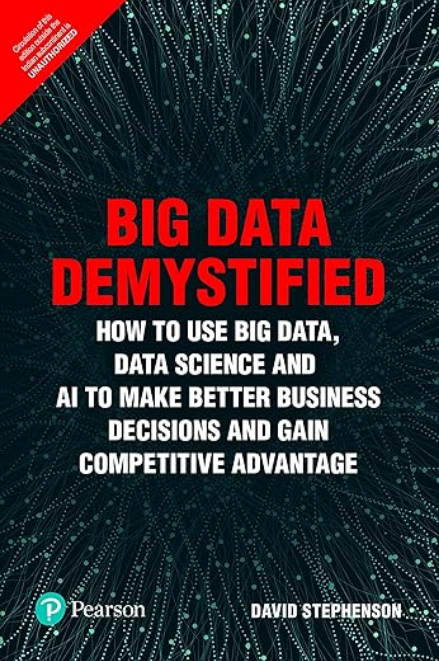 Circulation of this
edition outside the
Indian subcontinent is
UNAUTHORIZED
BIG DATA
DEMYSTIFIED
HOW TO USE BIG DATA,
DATA SCIENCE AND
AI TO MAKE BETTER BUSINESS
DECISIONS AND GAIN
COMPETITIVE ADVANTAGE
P Pearson
DAVID STEPHENSON